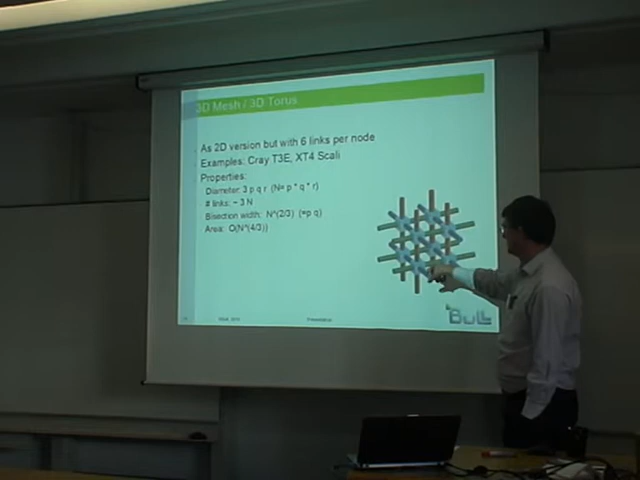 3D Mesh / 3D Torus
As 2D version but with 6 links per node
Examples: Cray T3E, XT4 Scali
Properties:
Diameter: 3 p q r (N= p * q * r)
# links: ~ 3 N
Bisection width: N^(2/3) (=p q)
Area: O(N^(4/3))
Bull